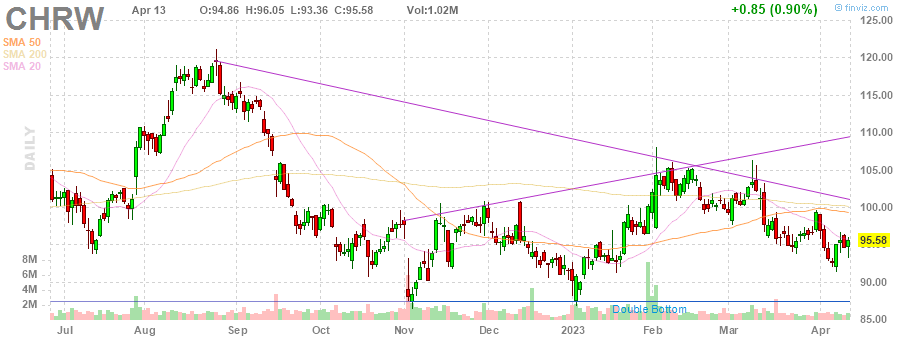 CHRW Apr 13 O:94.86 H:96.05 L:93.36 C:95.58 Vol:1.02M +0.85 (0.90%) © finviz.com
SMA 50
SMA 200
SMA 20
DAILY
125.00
120.00
115.00
110.00
105.00
100.00
95.58
90.00
85.00
8M
6M
4M
2M
Double Bottom
Jul Aug Sep Oct Nov Dec 2023 Feb Mar Apr